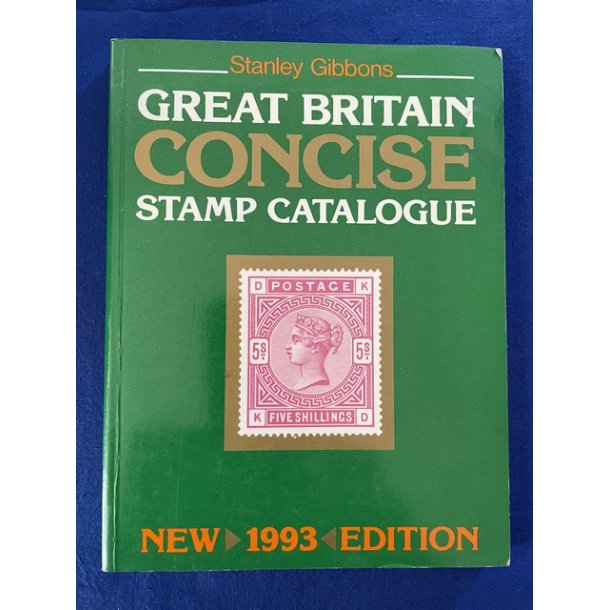 Stanley Gibbons
GREAT BRITAIN
CONCISE
STAMP CATALOGUE
D POSTAGE K
5S/- 5S/-
K FIVE SHILLINGS D
NEW 1993 EDITION